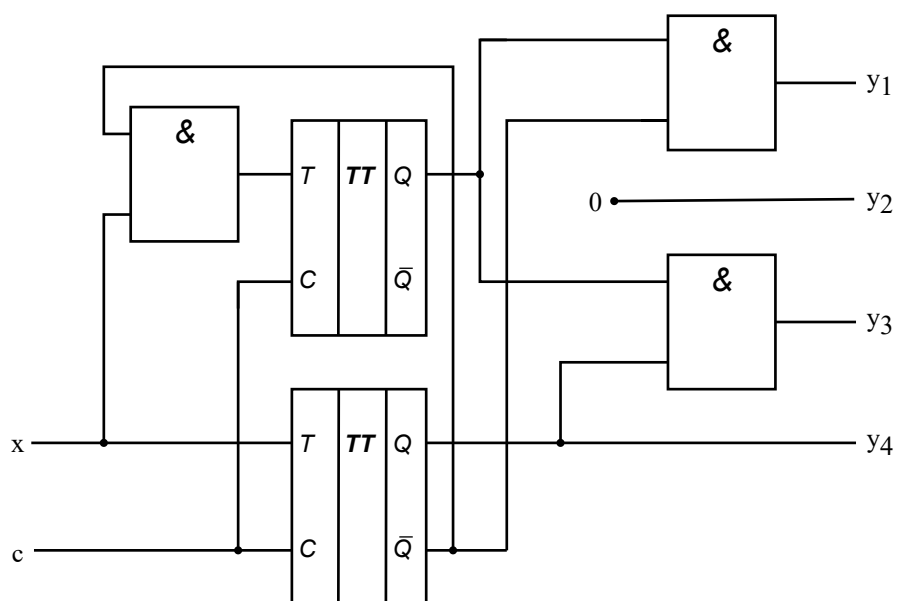 &
y1
&
T TT Q
0 y2
C Q̅
&
y3
x T TT Q y4
c C Q̅